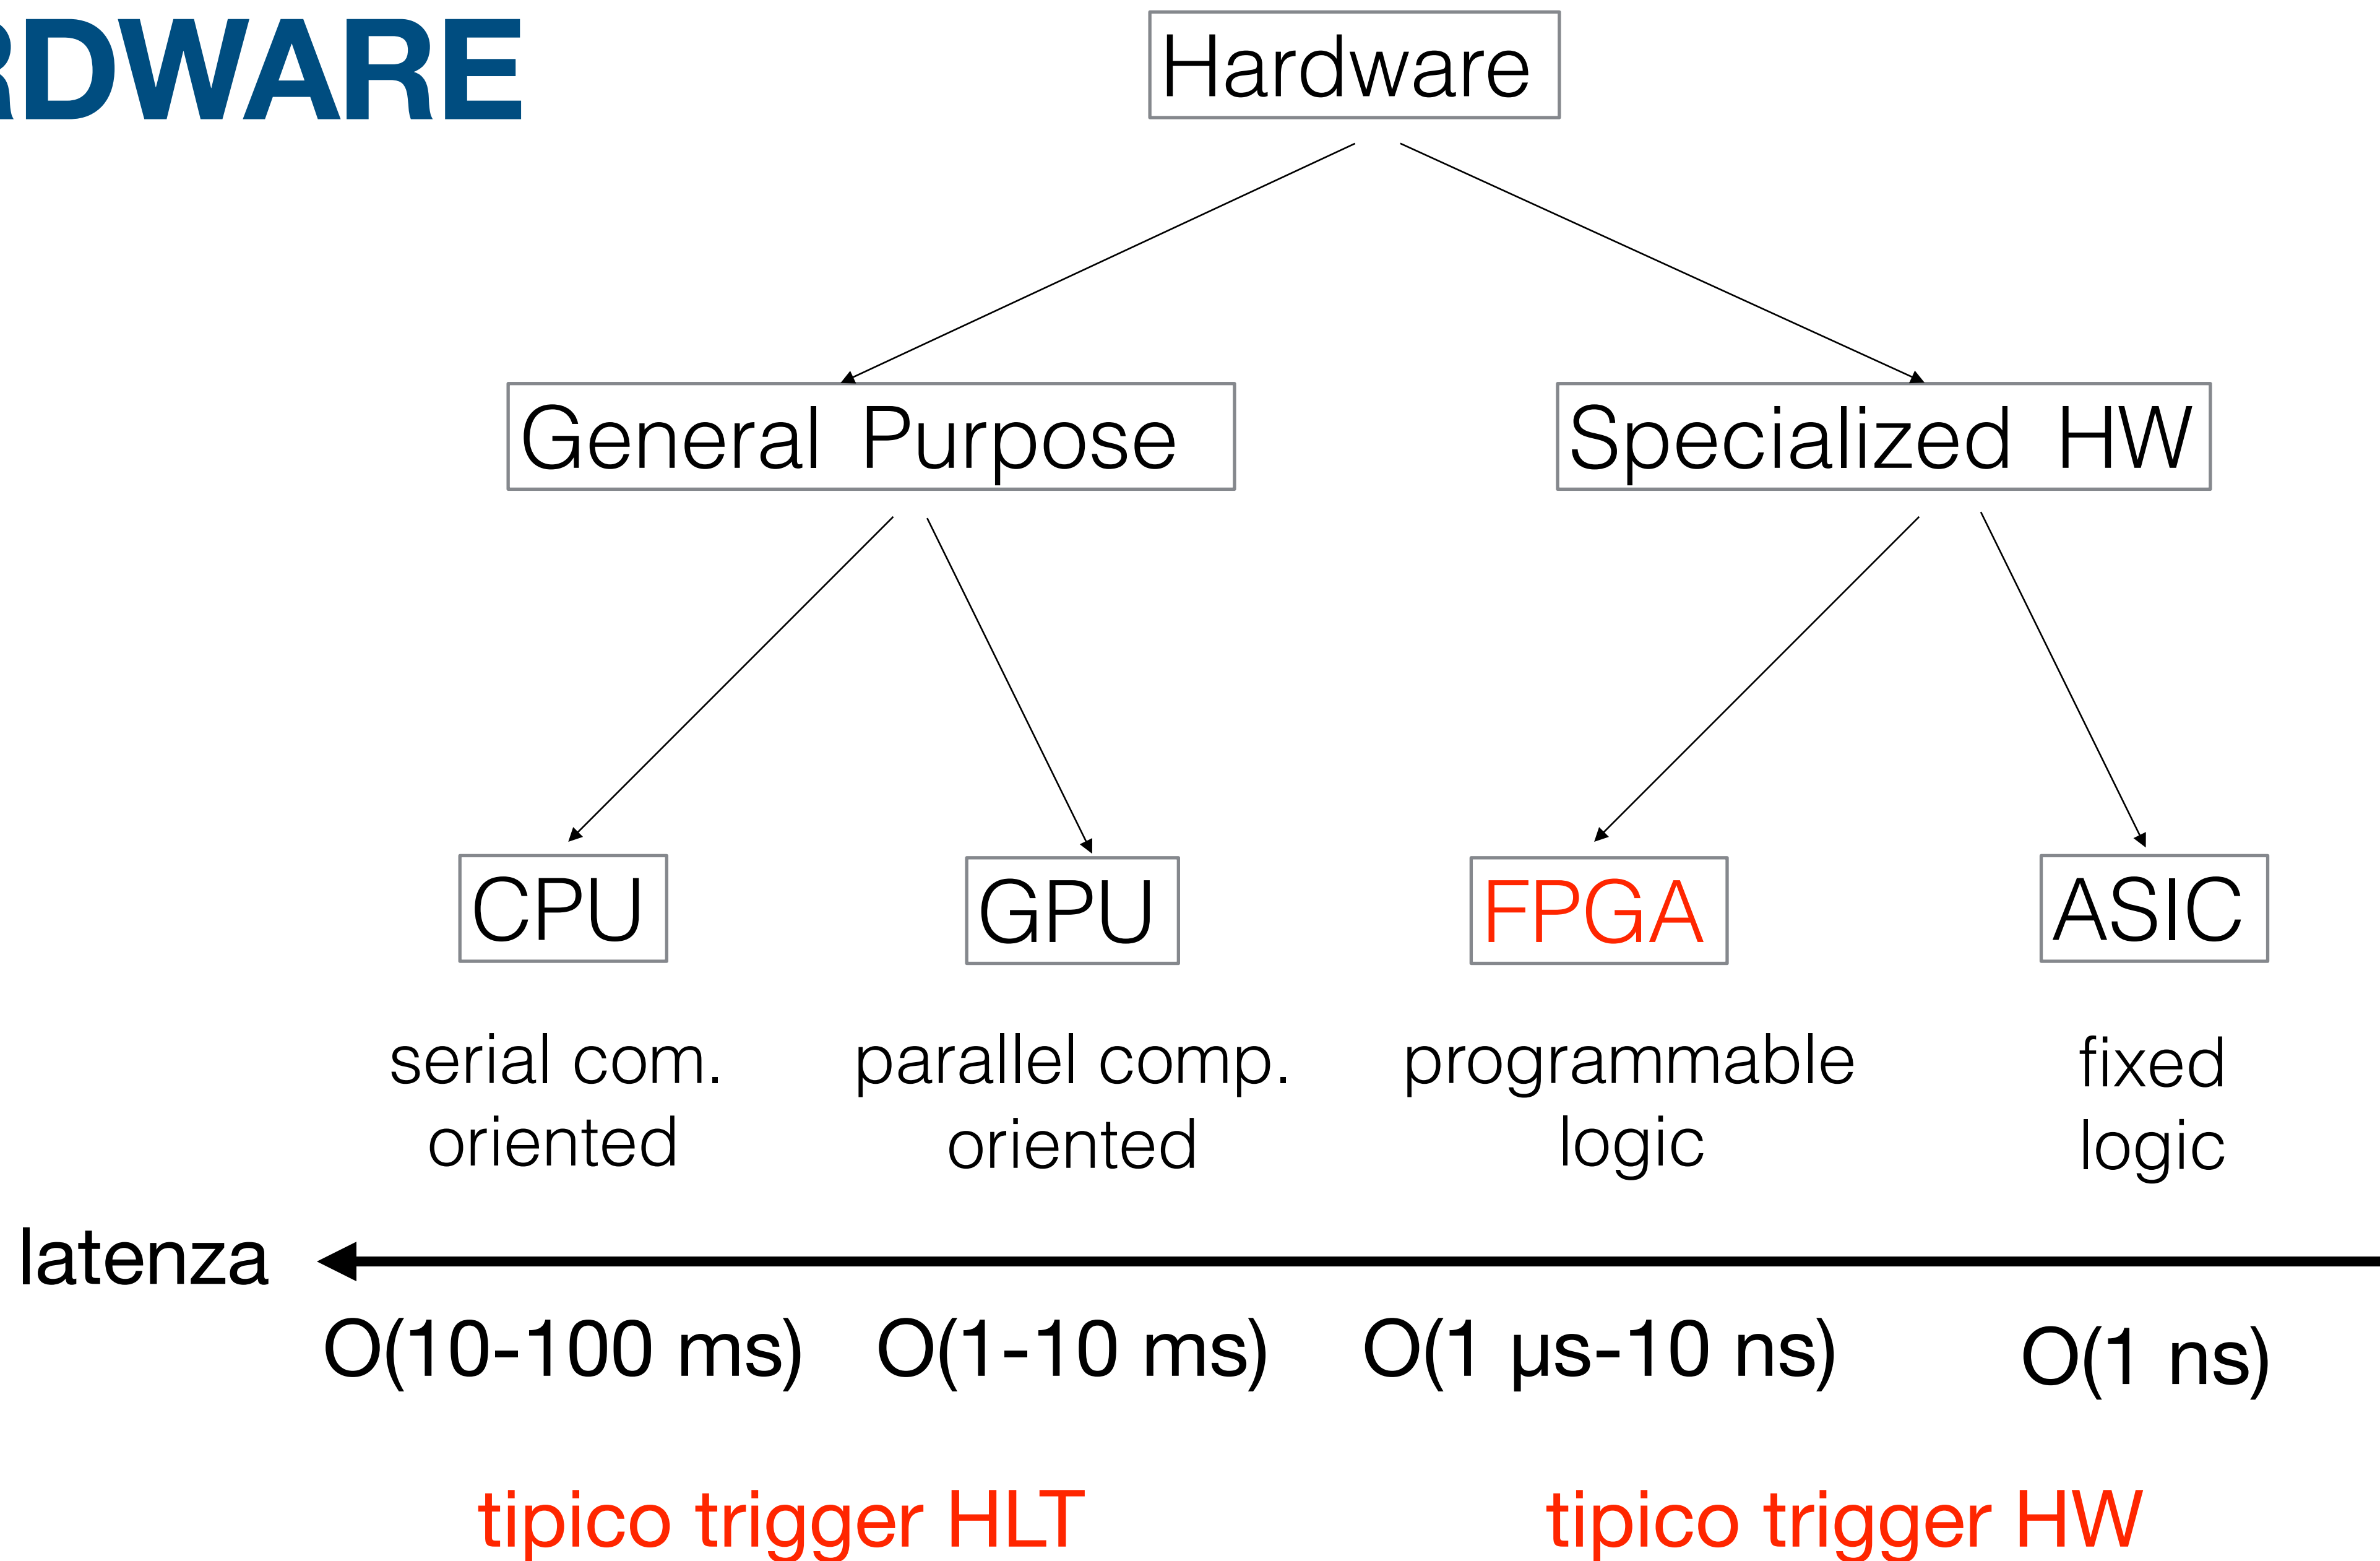 RDWARE
Hardware
General Purpose
Specialized HW
CPU
GPU
FPGA
ASIC
serial com.
oriented
parallel comp.
oriented
programmable
logic
fixed
logic
latenza
O(10-100 ms)
O(1-10 ms)
O(1 µs-10 ns)
O(1 ns)
tipico trigger HLT
tipico trigger HW